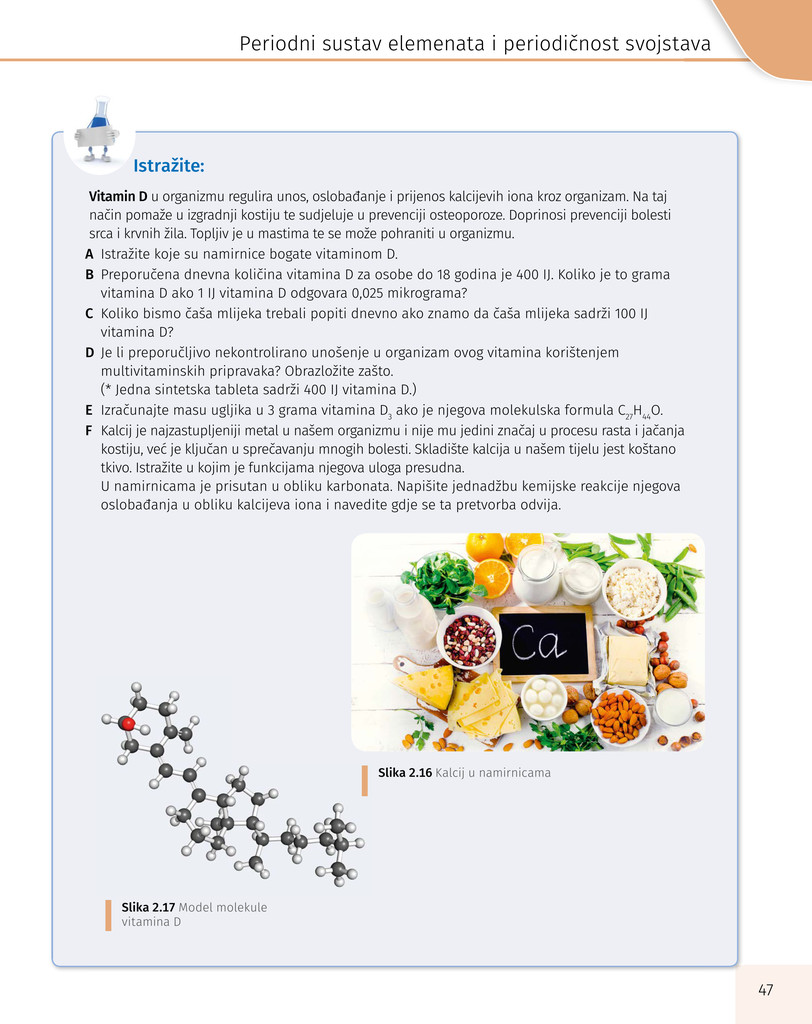 Periodni sustav elemenata i periodičnost svojstava
Istražite:
Vitamin D u organizmu regulira unos, oslobađanje i prijenos kalcijevih iona kroz organizam. Na taj
način pomaže u izgradnji kostiju te sudjeluje u prevenciji osteoporoze. Doprinosi prevenciji bolesti
srca i krvnih žila. Topljiv je u mastima te se može pohraniti u organizmu.
A Istražite koje su namirnice bogate vitaminom D.
B Preporučena dnevna količina vitamina D za osobe do 18 godina je 400 IJ. Koliko je to grama
vitamina D ako 1 IJ vitamina D odgovara 0,025 mikrograma?
C Koliko bismo čaša mlijeka trebali popiti dnevno ako znamo da čaša mlijeka sadrži 100 IJ
vitamina D?
D Je li preporučljivo nekontrolirano unošenje u organizam ovog vitamina korištenjem
multivitaminskih pripravaka? Obrazložite zašto.
(* Jedna sintetska tableta sadrži 400 IJ vitamina D.)
E Izračunajte masu ugljika u 3 grama vitamina D₃ ako je njegova molekulska formula C₂₇H₄₄O.
F Kalcij je najzastupljeniji metal u našem organizmu i nije mu jedini značaj u procesu rasta i jačanja
kostiju, već je ključan u sprečavanju mnogih bolesti. Skladište kalcija u našem tijelu jest koštano
tkivo. Istražite u kojim je funkcijama njegova uloga presudna.
U namirnicama je prisutan u obliku karbonata. Napišite jednadžbu kemijske reakcije njegova
oslobađanja u obliku kalcijeva iona i navedite gdje se ta pretvorba odvija.
Ca
Slika 2.16 Kalcij u namirnicama
Slika 2.17 Model molekule
vitamina D
47